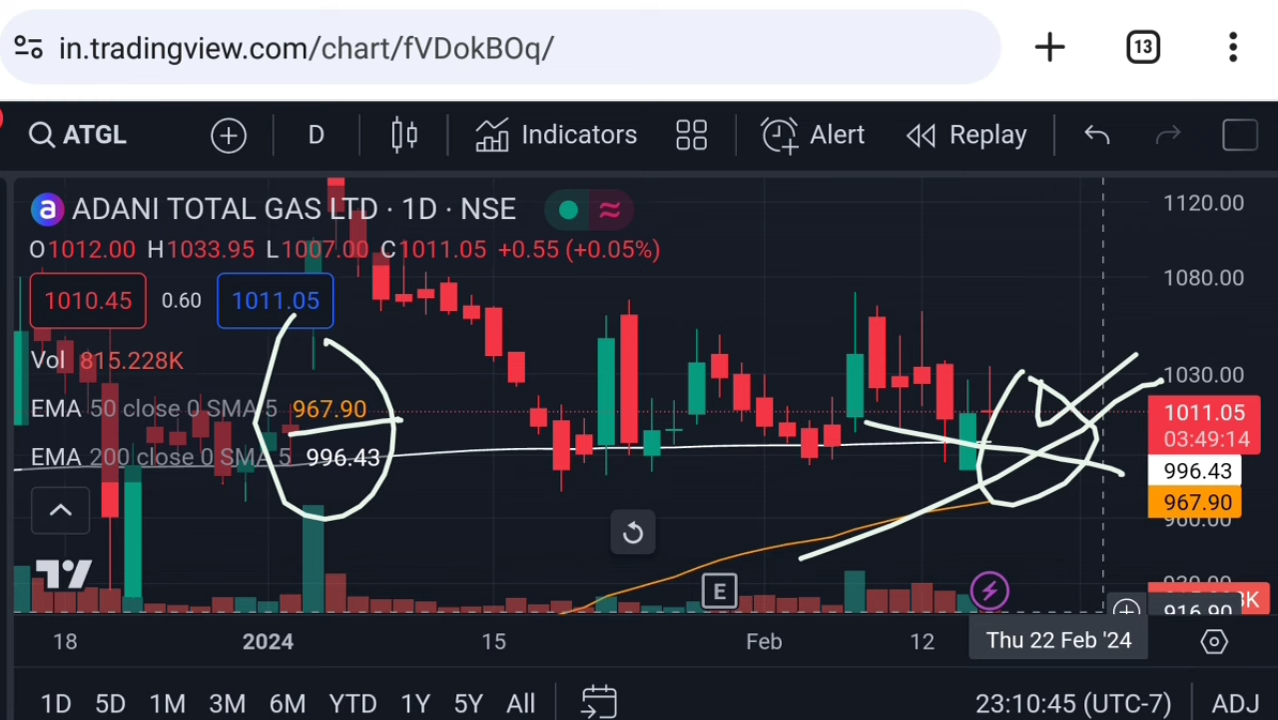 in.tradingview.com/chart/fVDokBOq/ 13
ATGL D Indicators Alert Replay
a ADANI TOTAL GAS LTD · 1D · NSE
O1012.00 H1033.95 L1007.00 C1011.05 +0.55 (+0.05%)
1010.45 0.60 1011.05
Vol 815.228K
EMA 50 close 0 SMA 5 967.90
EMA 200 close 0 SMA 5 996.43
1120.00
1080.00
1030.00
1011.05
03:49:14
996.43
967.90
960.00
930.00
K
916.90
E
18 2024 15 Feb 12 Thu 22 Feb '24
1D 5D 1M 3M 6M YTD 1Y 5Y All 23:10:45 (UTC-7) ADJ